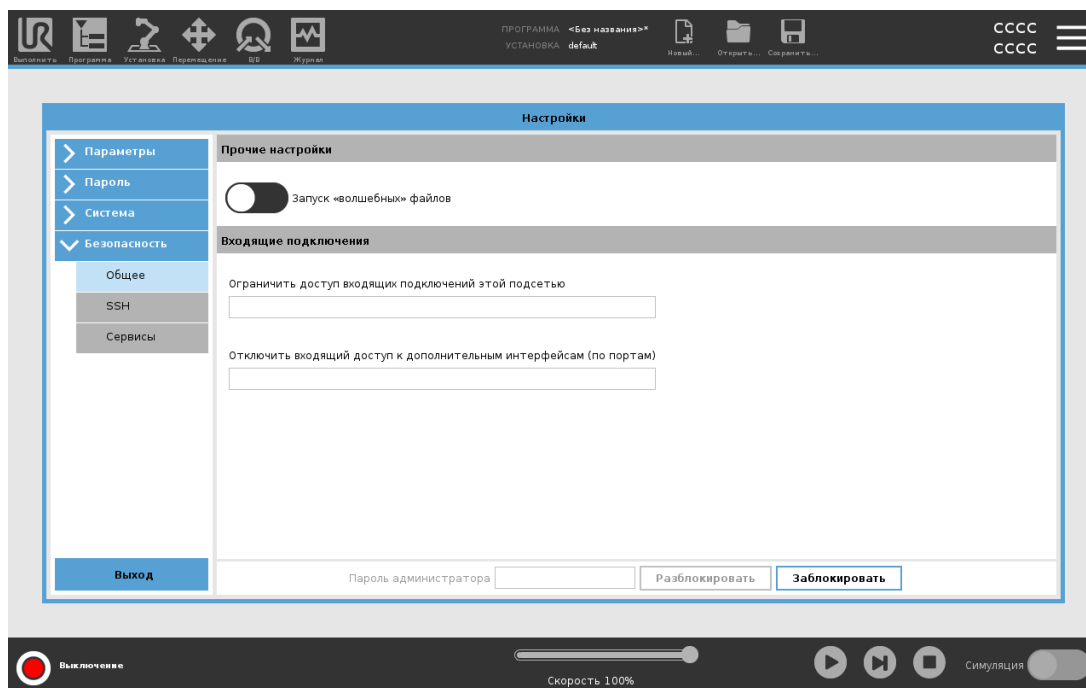 UR
ПРОГРАММА <Без названия>*
УСТАНОВКА default
CCCC
CCCC
Выполнить Программа Установка Перемещение В/В Журнал Новый... Открыть... Сохранить...
Настройки
Параметры
Пароль
Система
Безопасность
Общее
SSH
Сервисы
Выход
Прочие настройки
Запуск «волшебных» файлов
Входящие подключения
Ограничить доступ входящих подключений этой подсетью
Отключить входящий доступ к дополнительным интерфейсам (по портам)
Пароль администратора Разблокировать Заблокировать
Выключение
Скорость 100%
Симуляция